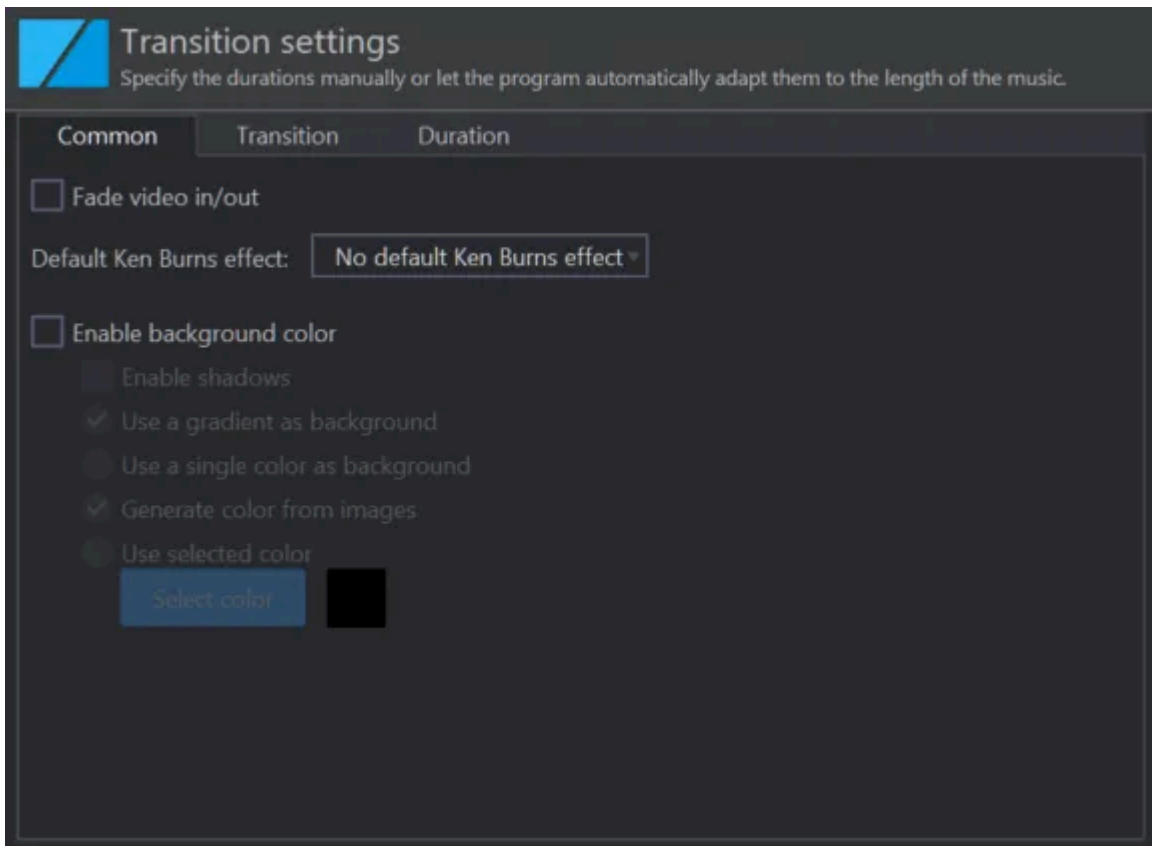 Transition settings
Specify the durations manually or let the program automatically adapt them to the length of the music.
Common Transition Duration
Fade video in/out
Default Ken Burns effect: No default Ken Burns effect
Enable background color
Enable shadows
Use a gradient as background
Use a single color as background
Generate color from images
Use selected color
Select color